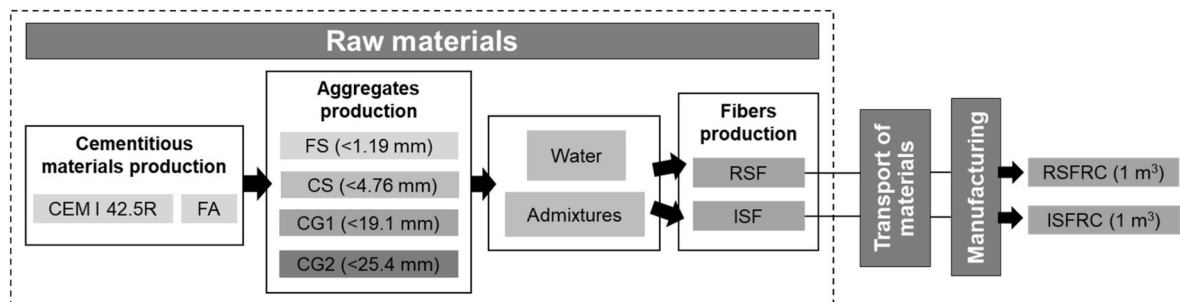 Raw materials
Cementitious
materials production
CEM I 42.5R
FA
Aggregates
production
FS (<1.19 mm)
CS (<4.76 mm)
CG1 (<19.1 mm)
CG2 (<25.4 mm)
Water
Admixtures
Fibers
production
RSF
ISF
Transport of
materials
Manufacturing
RSFRC (1 m³)
ISFRC (1 m³)